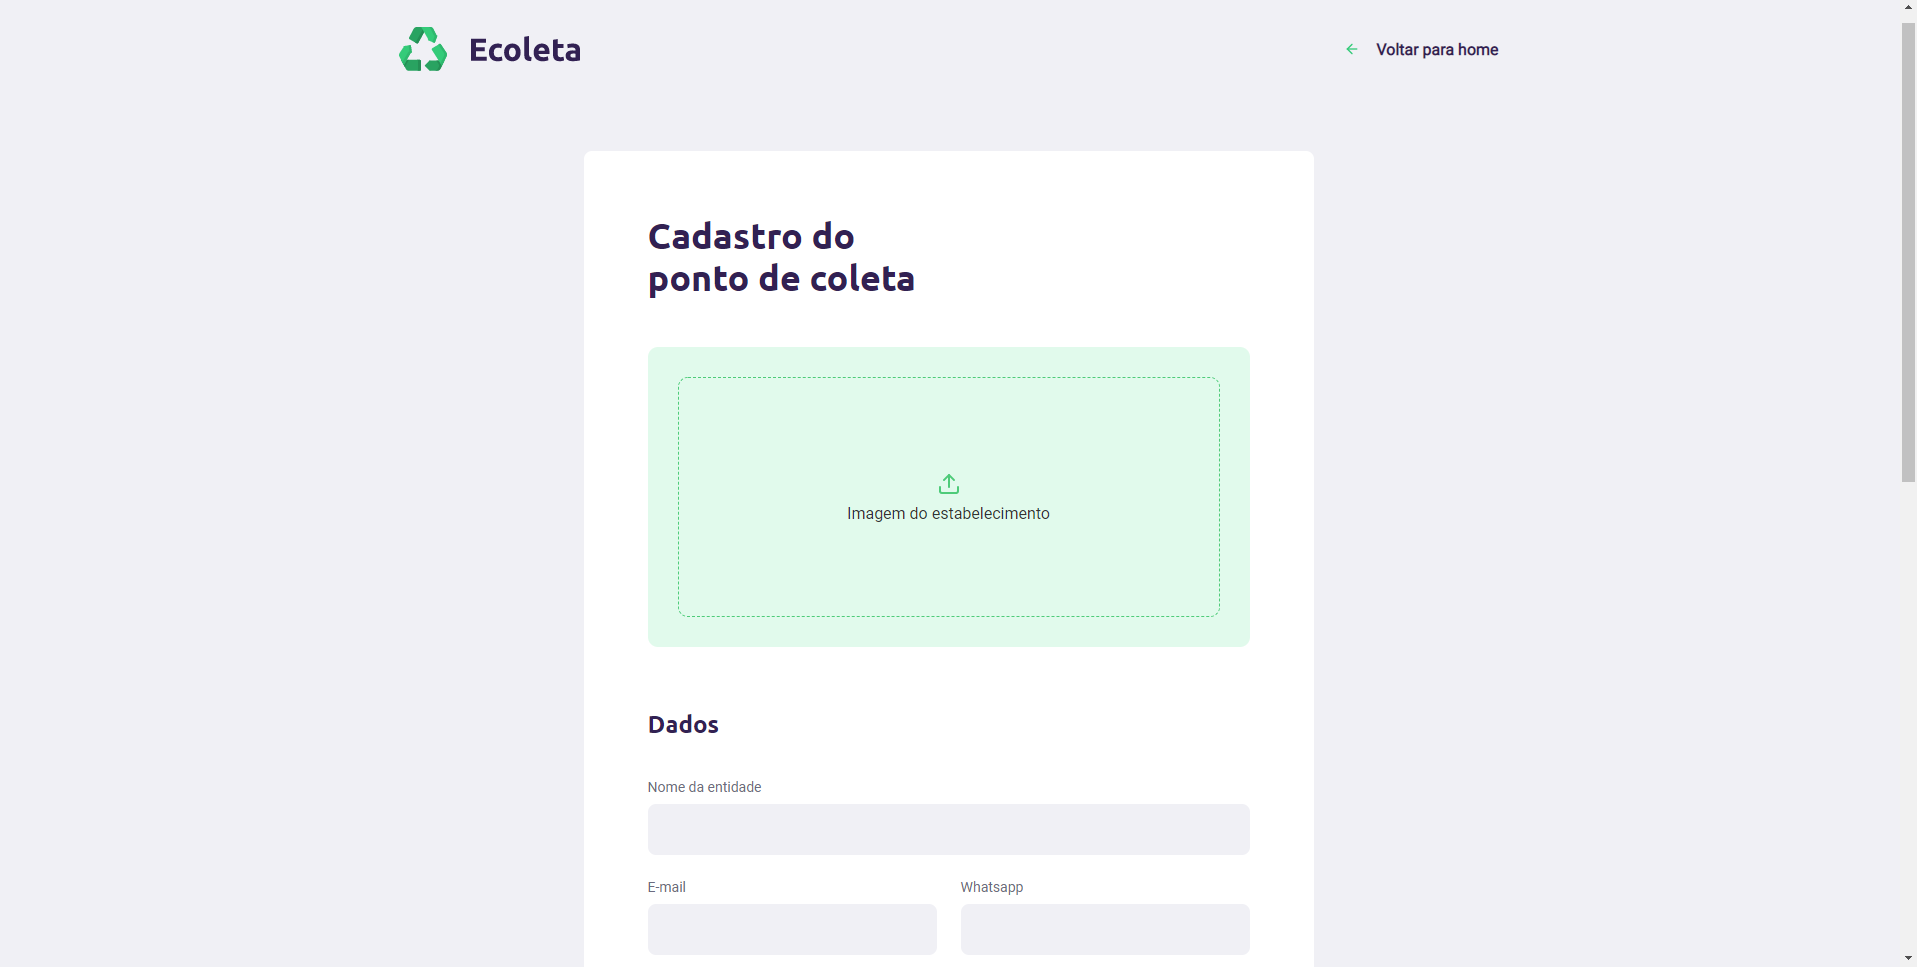 Ecoleta
Voltar para home
Cadastro do
ponto de coleta
Imagem do estabelecimento
Dados
Nome da entidade
E-mail
Whatsapp